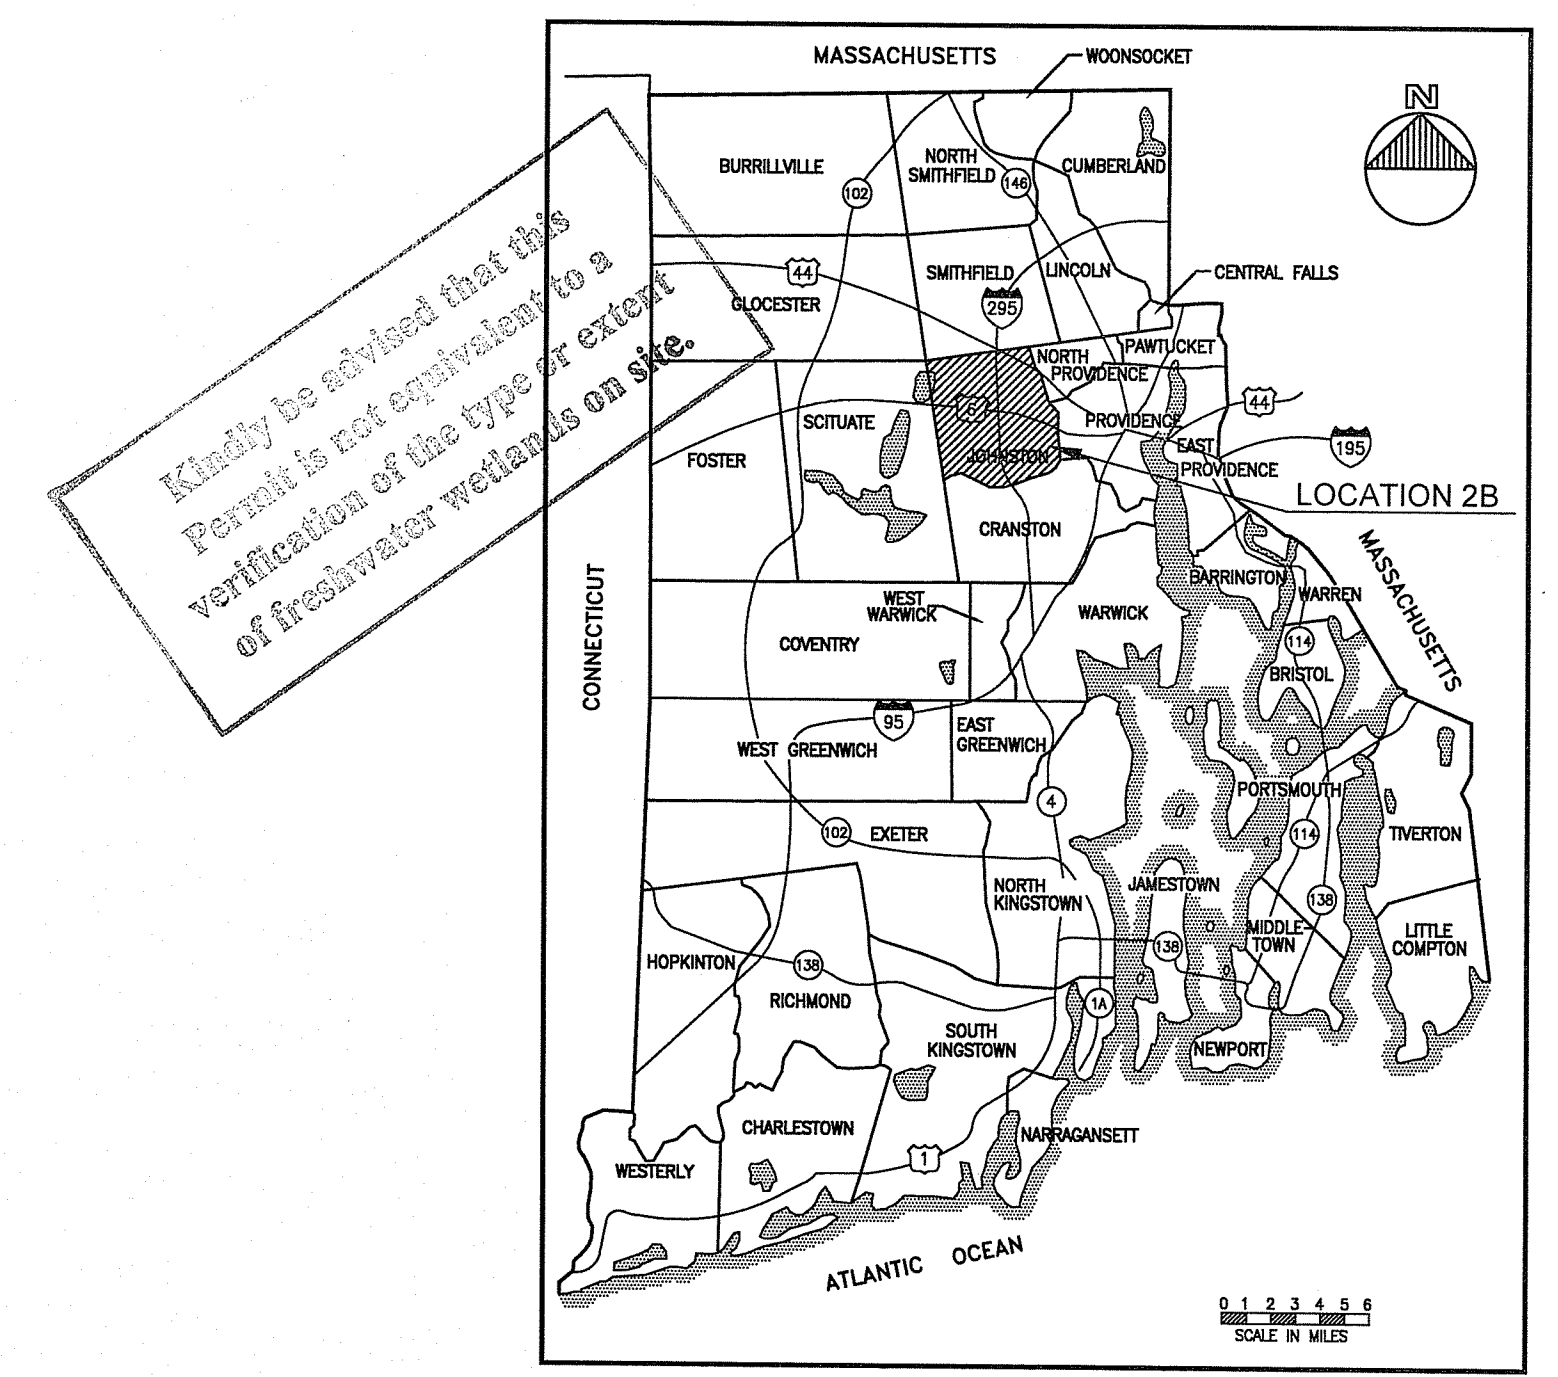 MASSACHUSETTS
WOONSOCKET
N
BURRILLVILLE
NORTH
SMITHFIELD
CUMBERLAND
102
146
Kindly be advised that this
Permit is not equivalent to a
verification of the type or extent
of freshwater wetlands on site.
44
GLOCESTER
SMITHFIELD
LINCOLN
CENTRAL FALLS
295
NORTH
PROVIDENCE
PAWTUCKET
SCITUATE
6
PROVIDENCE
44
FOSTER
JOHNSTON
EAST
PROVIDENCE
195
LOCATION 2B
CRANSTON
MASSACHUSETTS
CONNECTICUT
BARRINGTON
WARREN
WEST
WARWICK
WARWICK
COVENTRY
114
BRISTOL
95
WEST GREENWICH
EAST
GREENWICH
PORTSMOUTH
4
102
EXETER
114
TIVERTON
NORTH
KINGSTOWN
JAMESTOWN
138
MIDDLE-
TOWN
LITTLE
COMPTON
138
HOPKINTON
138
RICHMOND
1A
SOUTH
KINGSTOWN
NEWPORT
CHARLESTOWN
NARRAGANSETT
WESTERLY
1
ATLANTIC OCEAN
0 1 2 3 4 5 6
SCALE IN MILES